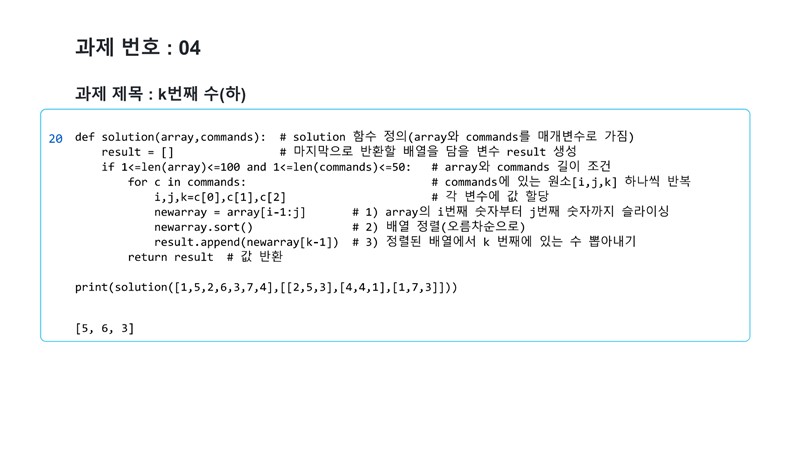 과제 번호 : 04
과제 제목 : k번째 수(하)
20 def solution(array,commands):  # solution 함수 정의(array와 commands를 매개변수로 가짐)
    result = []                # 마지막으로 반환할 배열을 담을 변수 result 생성
    if 1<=len(array)<=100 and 1<=len(commands)<=50:   # array와 commands 길이 조건
        for c in commands:                            # commands에 있는 원소[i,j,k] 하나씩 반복
            i,j,k=c[0],c[1],c[2]                      # 각 변수에 값 할당
            newarray = array[i-1:j]       # 1) array의 i번째 숫자부터 j번째 숫자까지 슬라이싱
            newarray.sort()               # 2) 배열 정렬(오름차순으로)
            result.append(newarray[k-1])  # 3) 정렬된 배열에서 k 번째에 있는 수 뽑아내기
        return result  # 값 반환
print(solution([1,5,2,6,3,7,4],[[2,5,3],[4,4,1],[1,7,3]]))
[5, 6, 3]